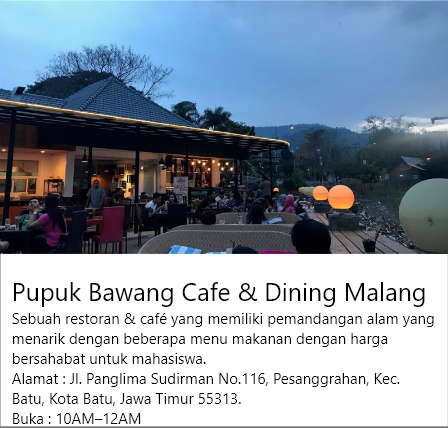 Pupuk Bawang Cafe & Dining Malang
Sebuah restoran & café yang memiliki pemandangan alam yang
menarik dengan beberapa menu makanan dengan harga
bersahabat untuk mahasiswa.
Alamat : Jl. Panglima Sudirman No.116, Pesanggrahan, Kec.
Batu, Kota Batu, Jawa Timur 55313.
Buka : 10AM–12AM